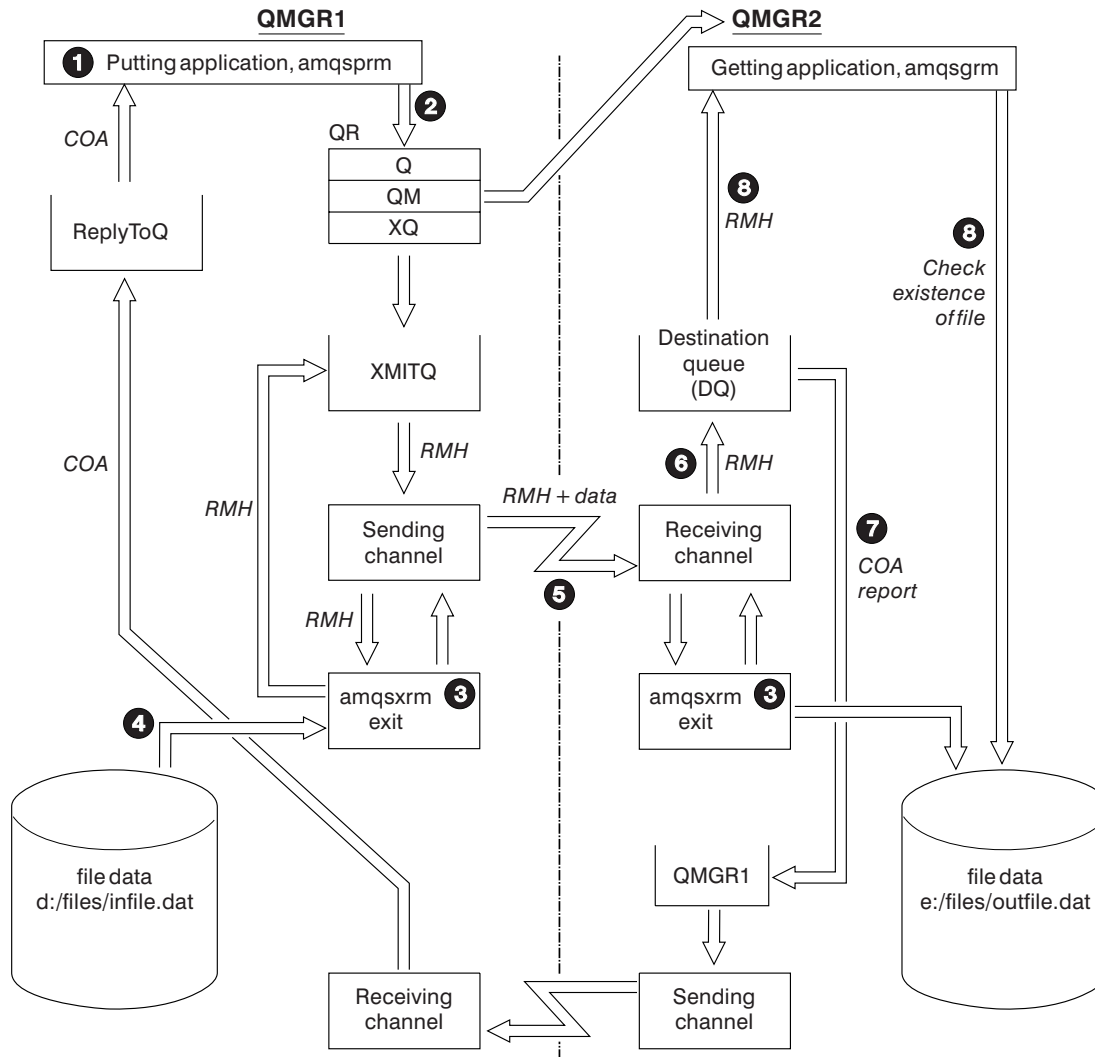 QMGR1
QMGR2
1 Putting application, amqsprm
Getting application, amqsgrm
2
COA
QR
Q
QM
XQ
ReplyToQ
8
RMH
8
Check
existence
of file
XMITQ
Destination
queue
(DQ)
COA
RMH
RMH
6 RMH
RMH + data
Sending
channel
Receiving
channel
7
COA
report
5
RMH
amqsxrm
exit
3
amqsxrm
exit
3
4
file data
d:/files/infile.dat
QMGR1
file data
e:/files/outfile.dat
Receiving
channel
Sending
channel